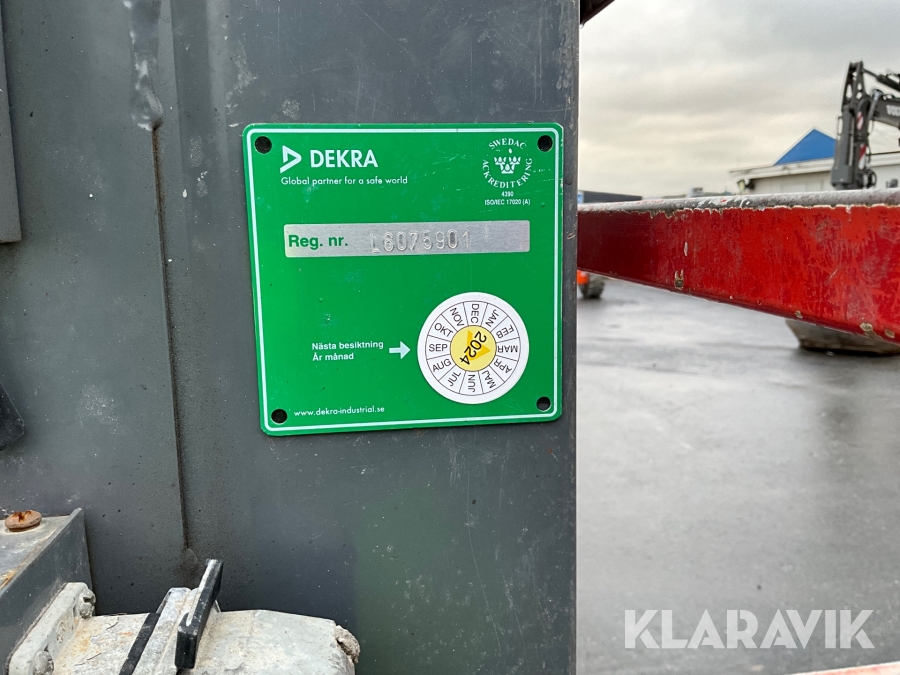 DEKRA
Global partner for a safe world
SWEDAC
ACKREDITERING
4390
ISO/IEC 17020 (A)
Reg. nr. L6075901
Nästa besiktning
År månad
JAN FEB MAR APR MAJ JUN JUL AUG SEP OKT NOV DEC
2024
www.dekra-industrial.se
KLARAVIK